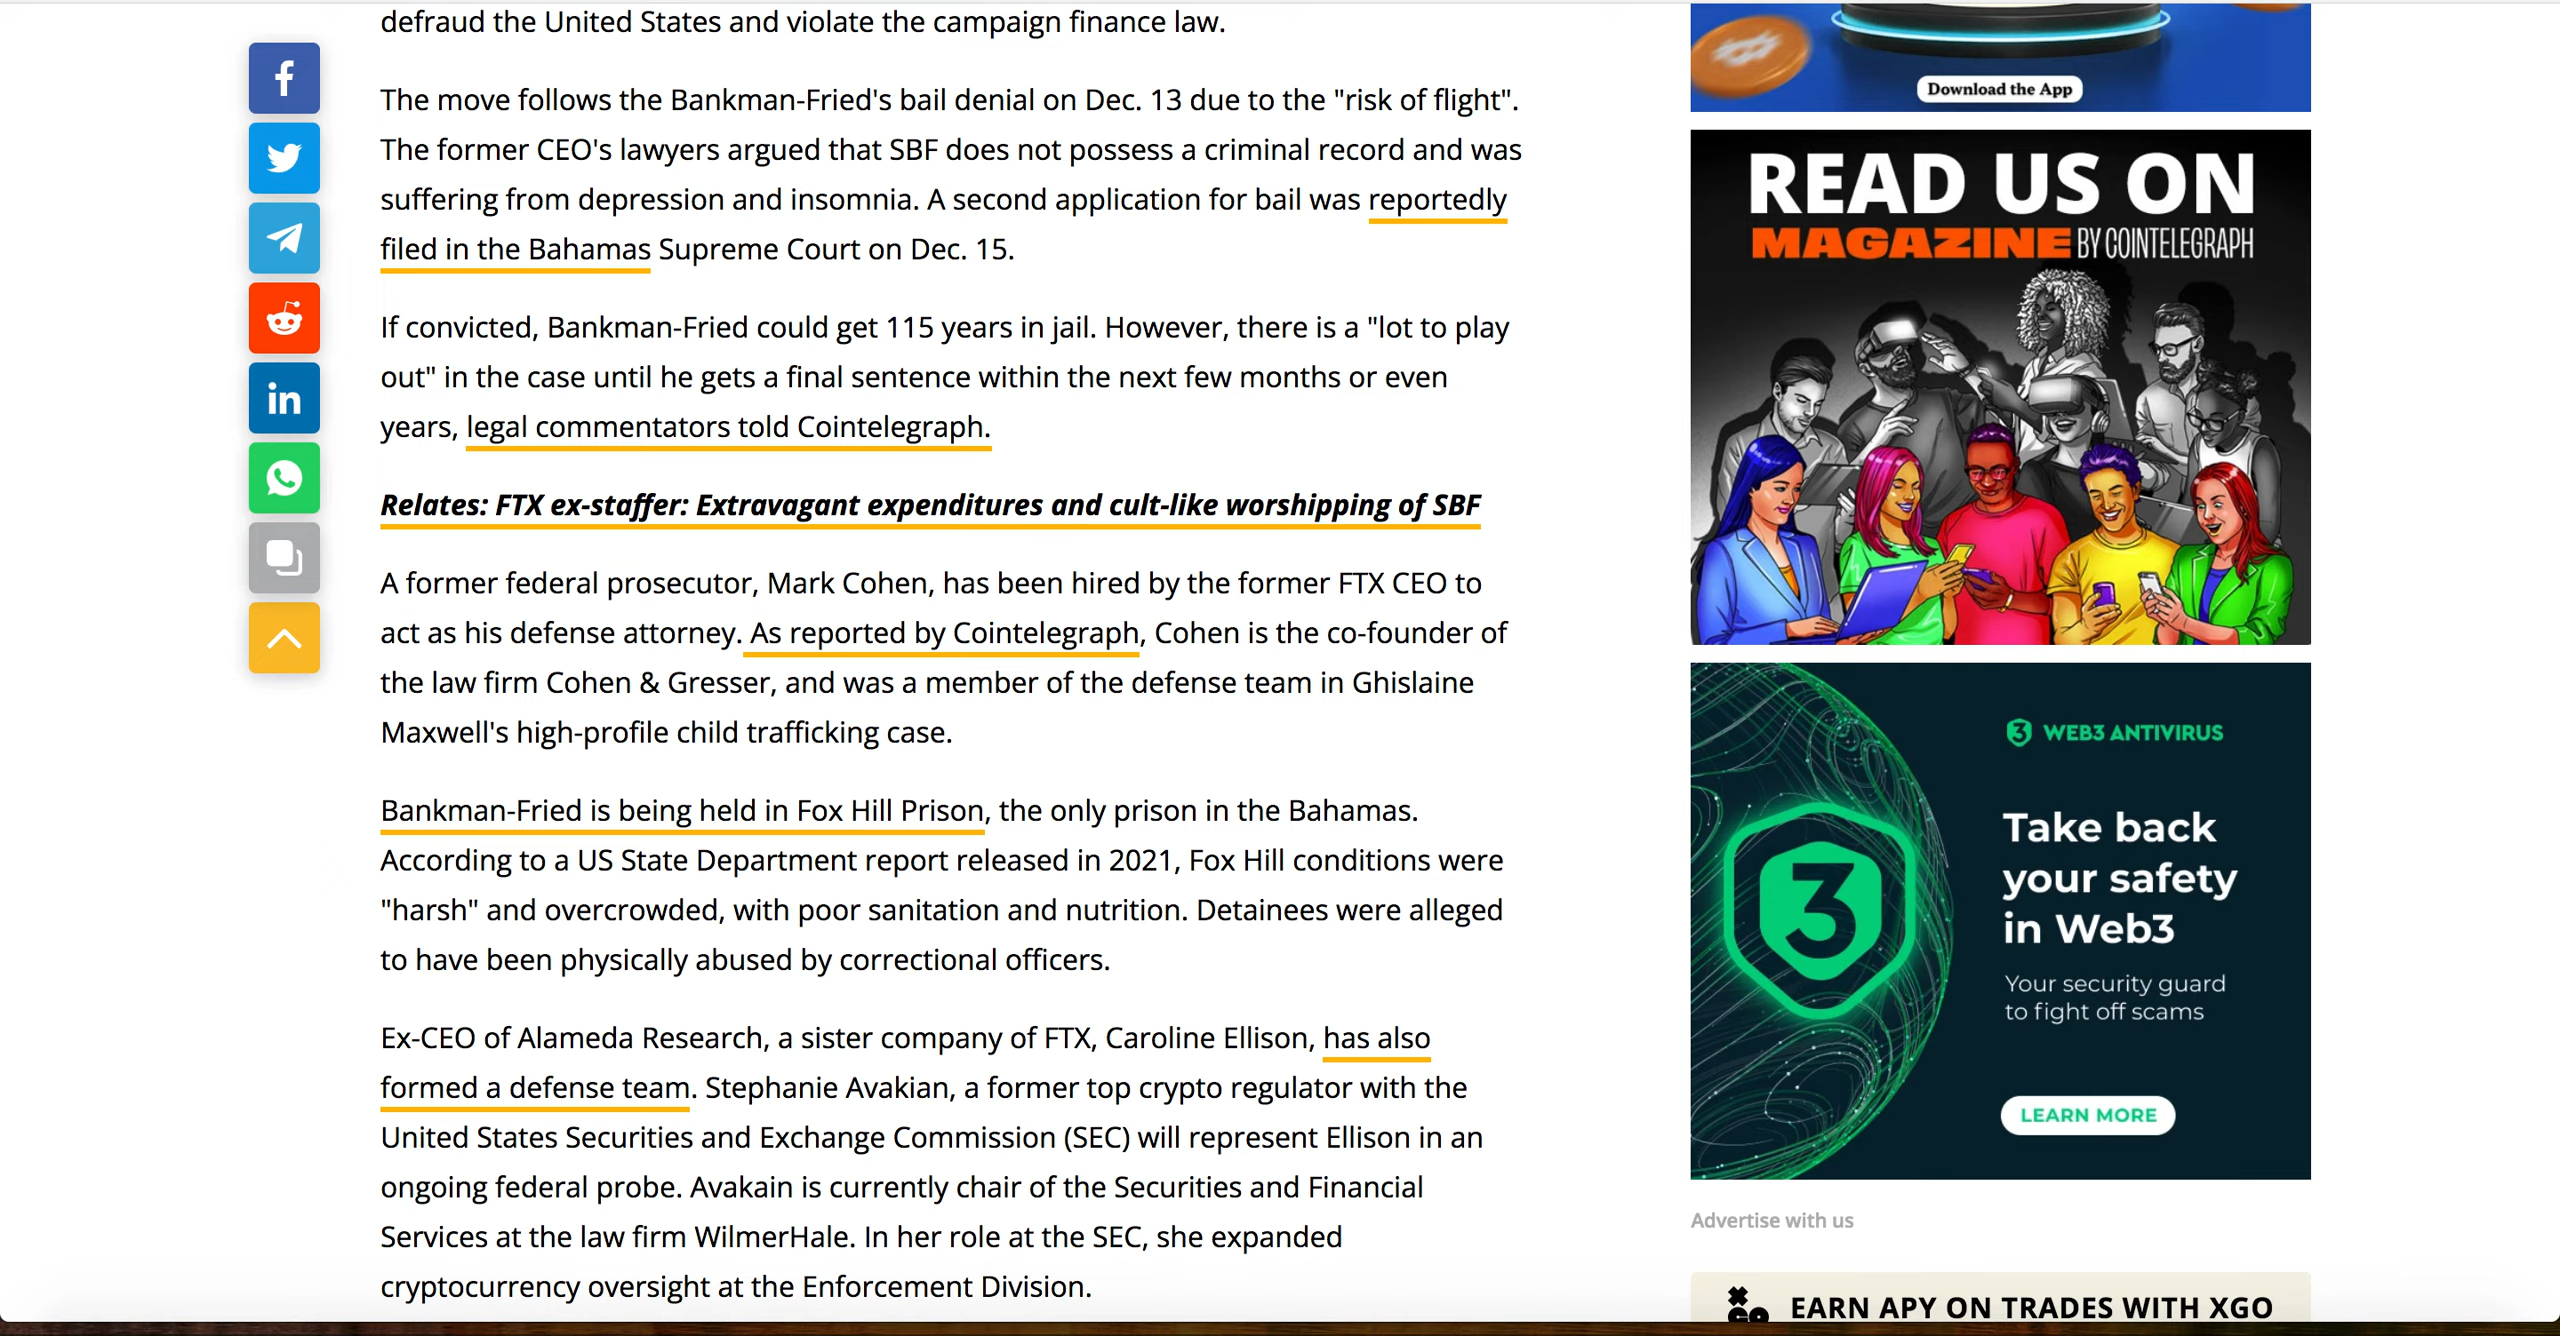 defraud the United States and violate the campaign finance law.
The move follows the Bankman-Fried's bail denial on Dec. 13 due to the "risk of flight".
The former CEO's lawyers argued that SBF does not possess a criminal record and was
suffering from depression and insomnia. A second application for bail was reportedly
filed in the Bahamas Supreme Court on Dec. 15.
If convicted, Bankman-Fried could get 115 years in jail. However, there is a "lot to play
out" in the case until he gets a final sentence within the next few months or even
years, legal commentators told Cointelegraph.
Relates: FTX ex-staffer: Extravagant expenditures and cult-like worshipping of SBF
A former federal prosecutor, Mark Cohen, has been hired by the former FTX CEO to
act as his defense attorney. As reported by Cointelegraph, Cohen is the co-founder of
the law firm Cohen & Gresser, and was a member of the defense team in Ghislaine
Maxwell's high-profile child trafficking case.
Bankman-Fried is being held in Fox Hill Prison, the only prison in the Bahamas.
According to a US State Department report released in 2021, Fox Hill conditions were
"harsh" and overcrowded, with poor sanitation and nutrition. Detainees were alleged
to have been physically abused by correctional officers.
Ex-CEO of Alameda Research, a sister company of FTX, Caroline Ellison, has also
formed a defense team. Stephanie Avakian, a former top crypto regulator with the
United States Securities and Exchange Commission (SEC) will represent Ellison in an
ongoing federal probe. Avakain is currently chair of the Securities and Financial
Services at the law firm WilmerHale. In her role at the SEC, she expanded
cryptocurrency oversight at the Enforcement Division.
Download the App
READ US ON
MAGAZINE BY COINTELEGRAPH
3 WEB3 ANTIVIRUS
3
Take back
your safety
in Web3
Your security guard
to fight off scams
LEARN MORE
Advertise with us
EARN APY ON TRADES WITH XGO